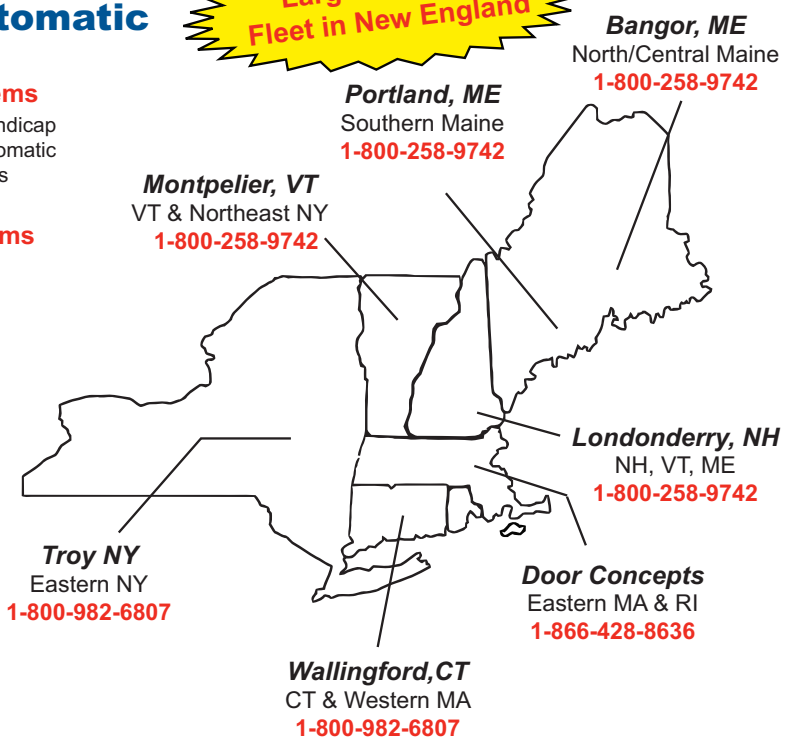 Fleet in New England
Bangor, ME
North/Central Maine
1-800-258-9742
Portland, ME
Southern Maine
1-800-258-9742
Montpelier, VT
VT & Northeast NY
1-800-258-9742
Londonderry, NH
NH, VT, ME
1-800-258-9742
Troy NY
Eastern NY
1-800-982-6807
Door Concepts
Eastern MA & RI
1-866-428-8636
Wallingford,CT
CT & Western MA
1-800-982-6807